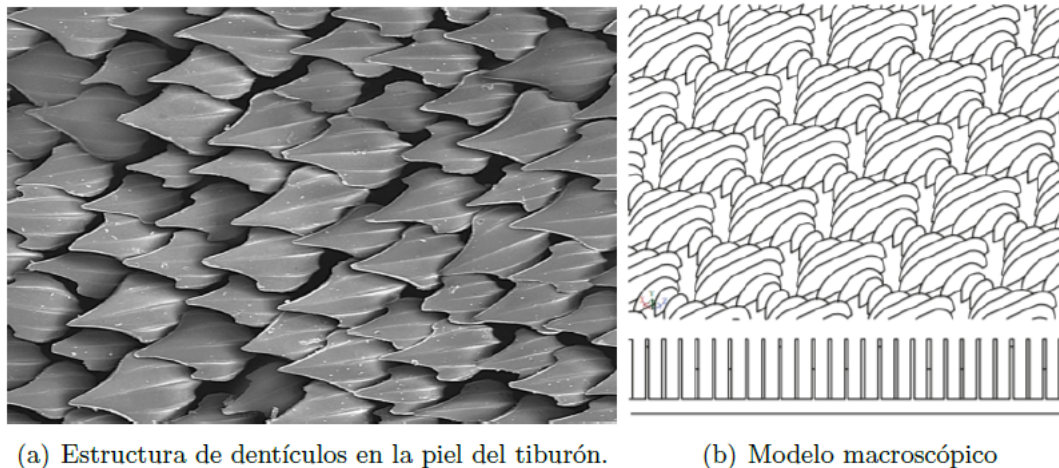 (a) Estructura de dentículos en la piel del tiburón.
(b) Modelo macroscópico